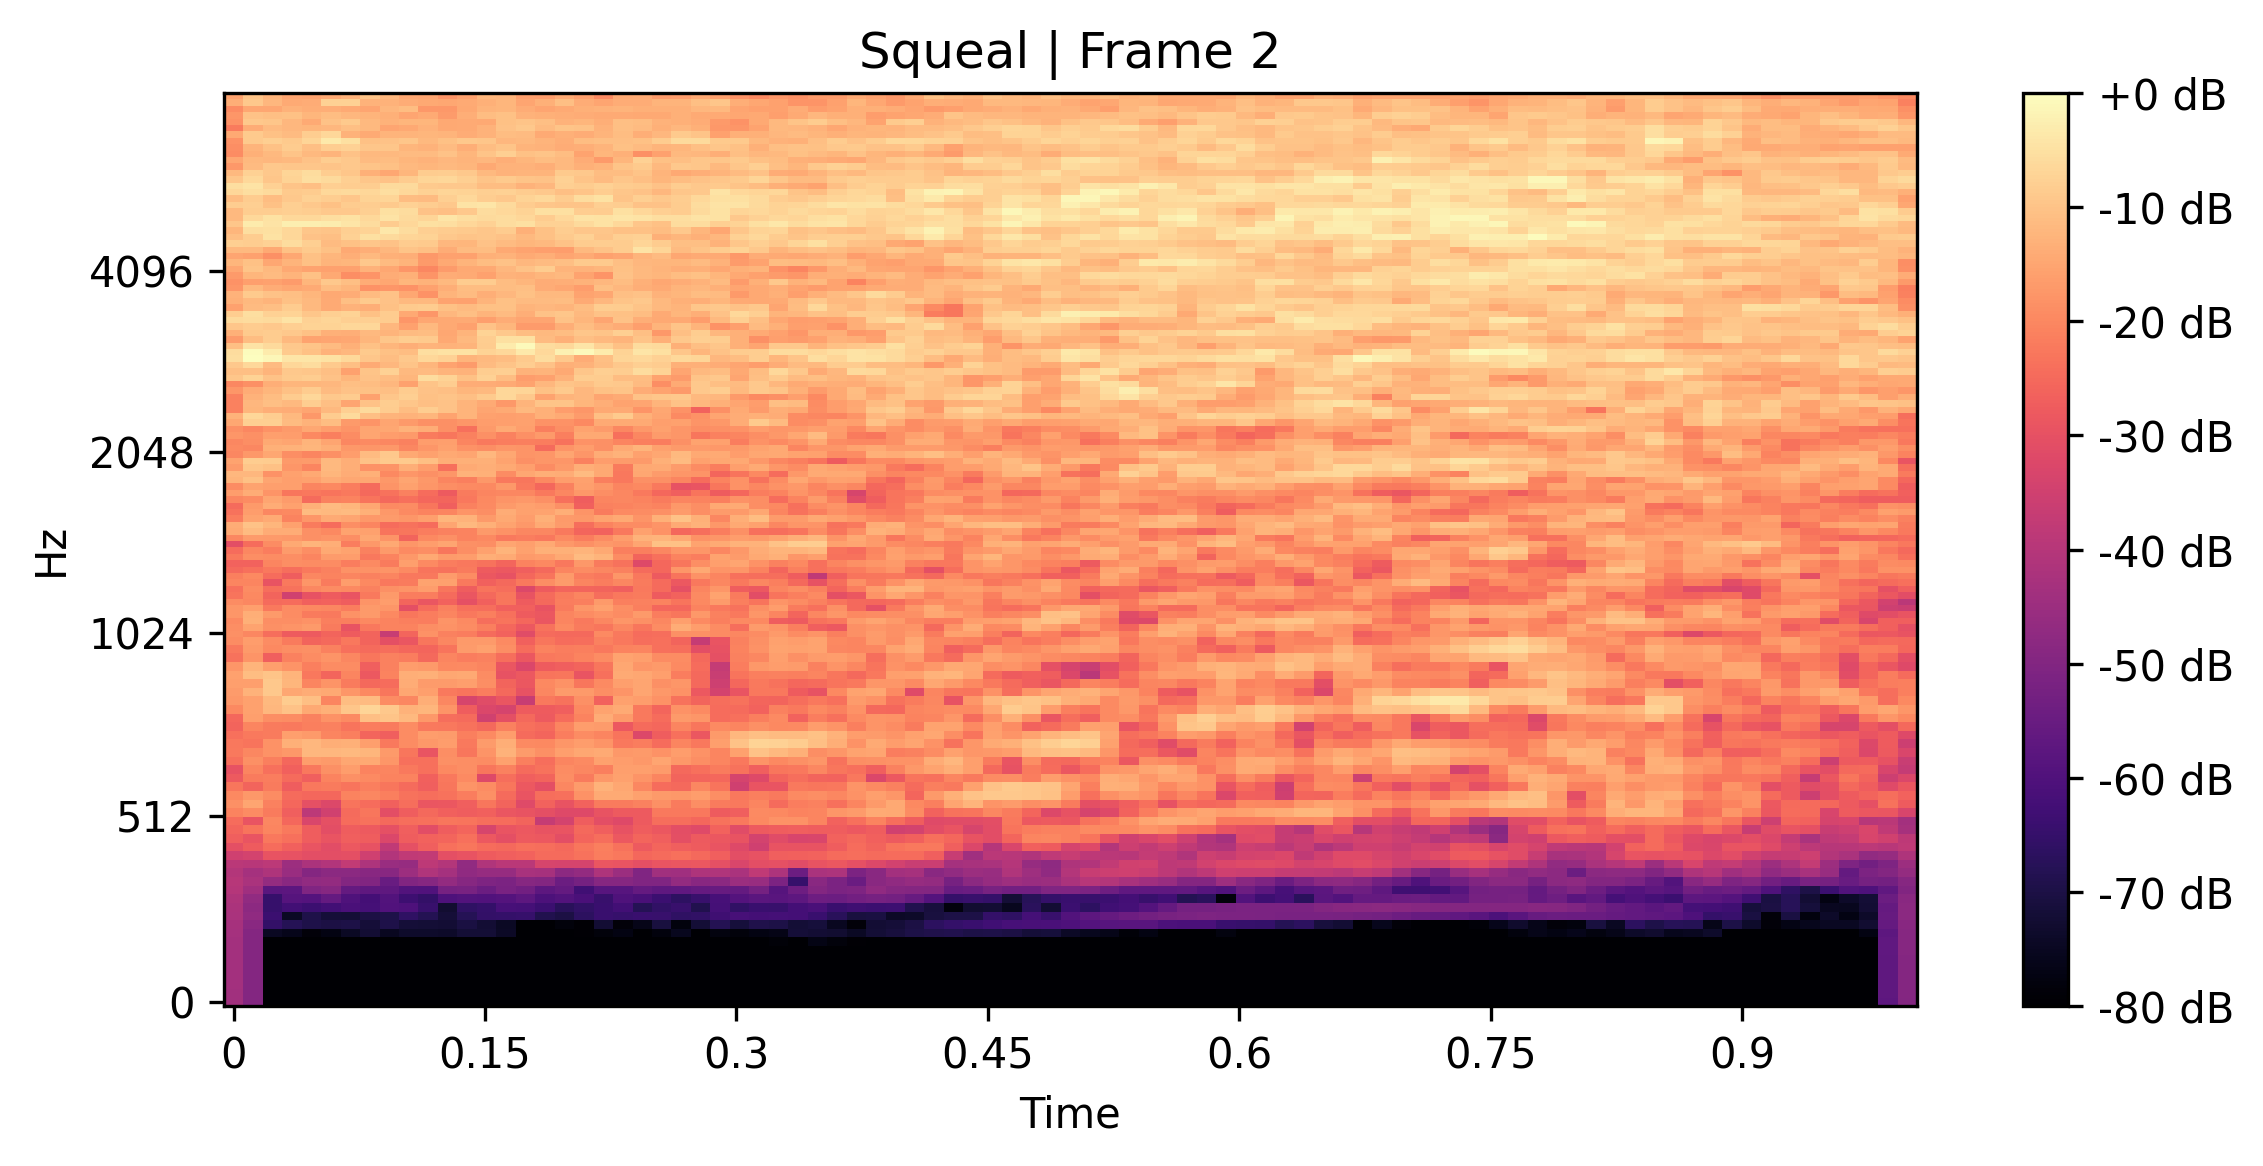 Squeal | Frame 2
+0 dB
-10 dB
-20 dB
-30 dB
-40 dB
-50 dB
-60 dB
-70 dB
-80 dB
Hz
4096
2048
1024
512
0
0 0.15 0.3 0.45 0.6 0.75 0.9
Time